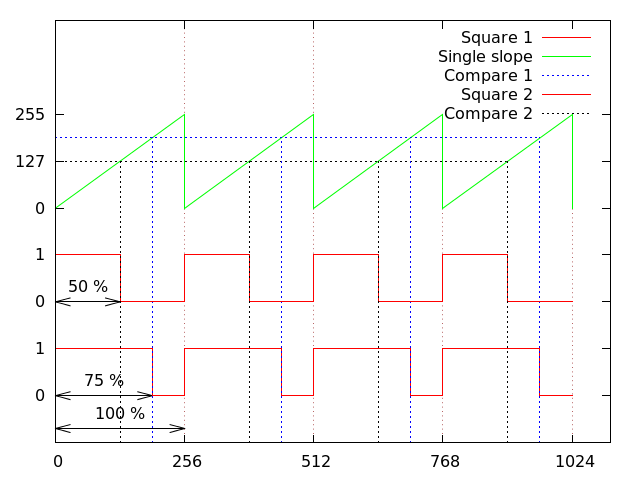 Square 1
Single slope
Compare 1
Square 2
Compare 2
255
127
0
1
50 %
0
1
75 %
0
100 %
0 256 512 768 1024